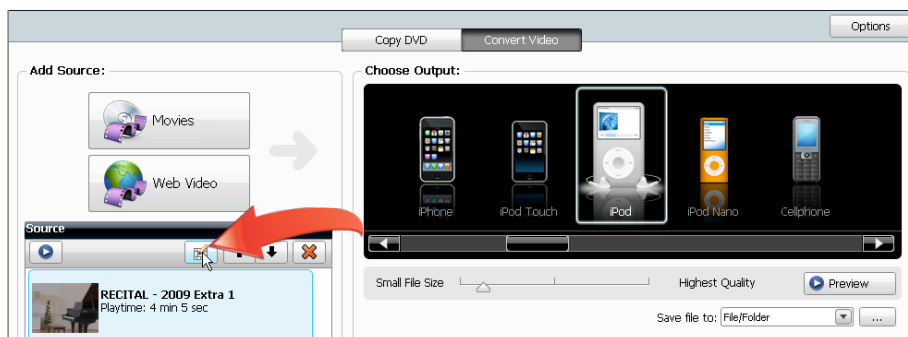 Options
Copy DVD
Convert Video
Add Source:
Movies
Web Video
Source
RECITAL - 2009 Extra 1
Playtime: 4 min 5 sec
Choose Output:
iPhone
iPod Touch
iPod
iPod Nano
Cellphone
Small File Size
Highest Quality
Preview
Save file to:
File/Folder
...